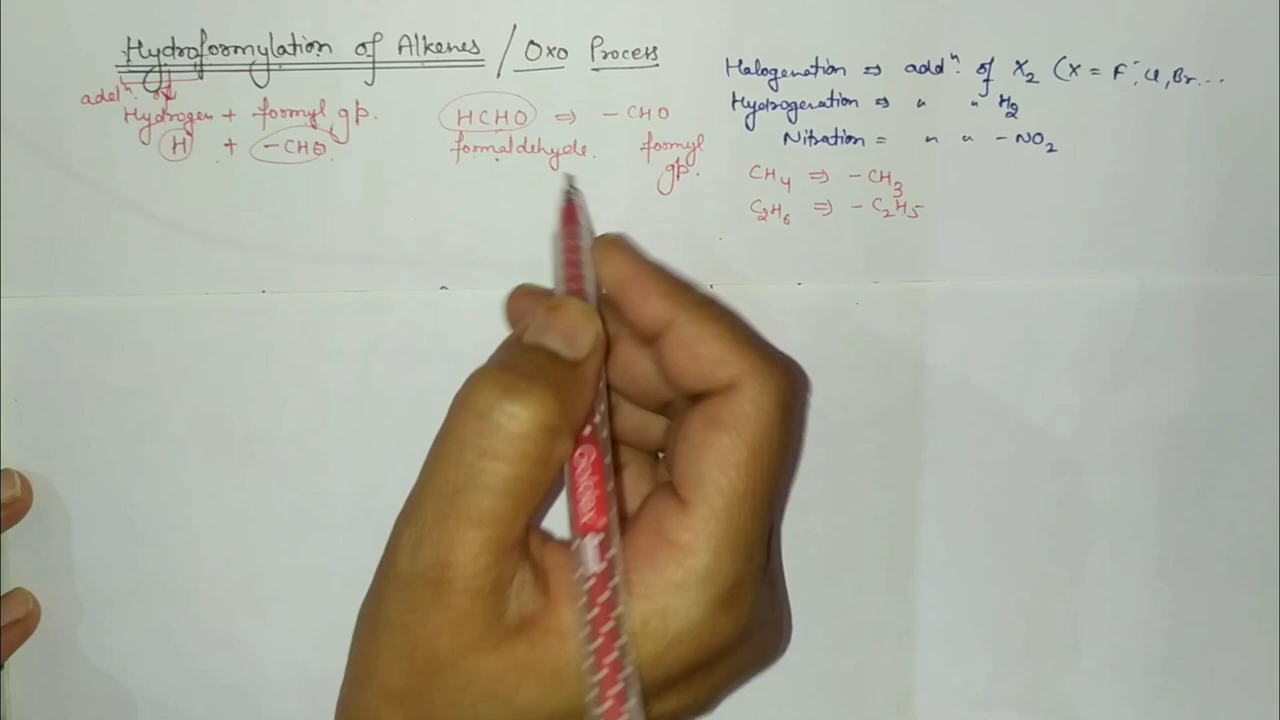 Hydroformylation of Alkenes / Oxo Process
addⁿ. of
Hydrogen + formyl gp.
H + -CHO
HCHO ⇒ -CHO
formaldehyde. formyl gp.
Halogenation ⇒ addⁿ. of X₂ (X = F, Cl, Br...
Hydrogenation ⇒ " " H₂
Nitration = " " -NO₂
CH₄ ⇒ -CH₃
C₂H₆ ⇒ -C₂H₅